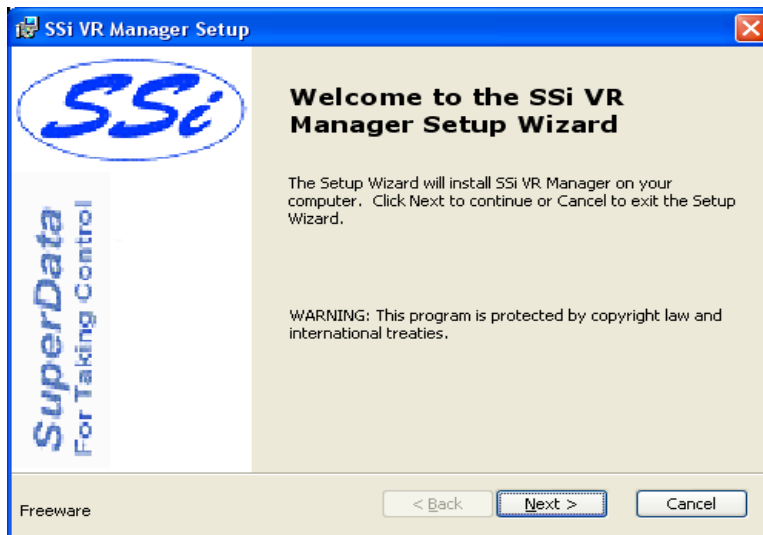 SSi VR Manager Setup
SSi
Welcome to the SSi VR
Manager Setup Wizard
The Setup Wizard will install SSi VR Manager on your
computer. Click Next to continue or Cancel to exit the Setup
Wizard.
WARNING: This program is protected by copyright law and
international treaties.
SuperData
For Taking Control
Freeware
< Back
Next >
Cancel